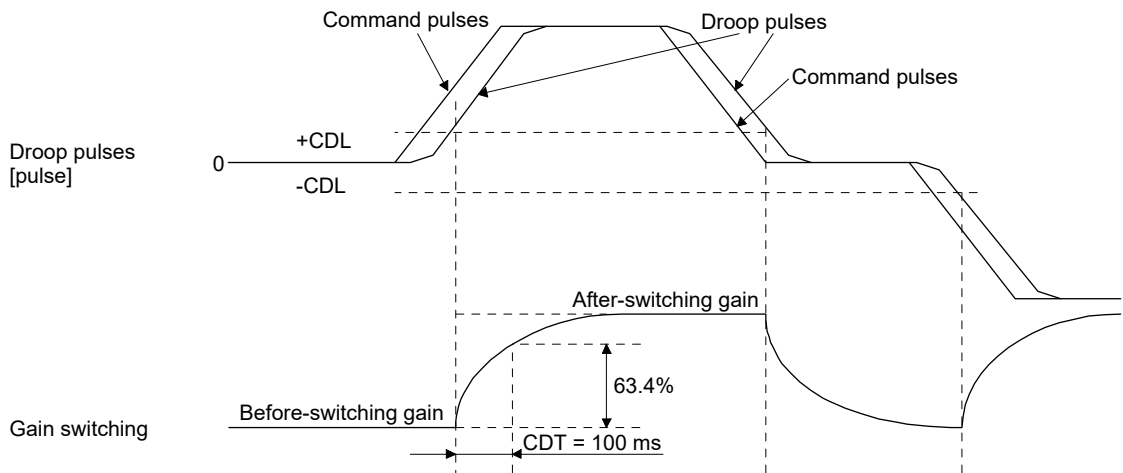 Command pulses
Droop pulses
Command pulses
Droop pulses
[pulse]
0
+CDL
-CDL
After-switching gain
63.4%
Before-switching gain
Gain switching
CDT = 100 ms